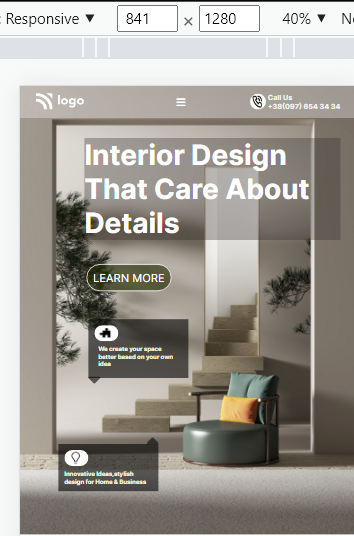 : Responsive ▼ 841 × 1280 40% ▼ No
logo
Call Us
+38(097) 654 34 34
Interior Design
That Care About
Details
LEARN MORE
We create your space
better based on your own
idea
Innovative Ideas,stylish
design for Home & Business